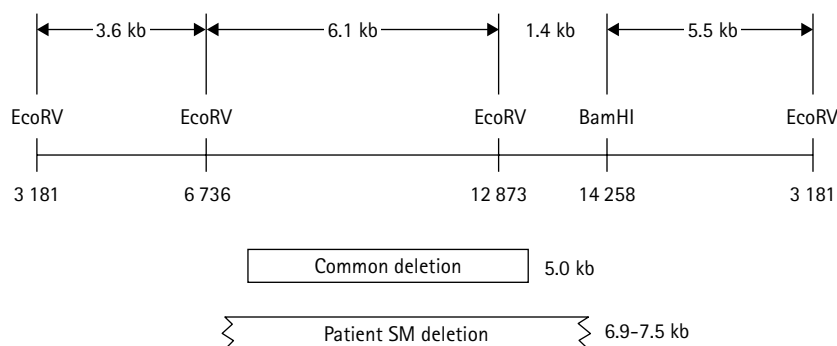 3.6 kb 6.1 kb 1.4 kb 5.5 kb
EcoRV EcoRV EcoRV BamHI EcoRV
3 181 6 736 12 873 14 258 3 181
Common deletion 5.0 kb
Patient SM deletion 6.9-7.5 kb